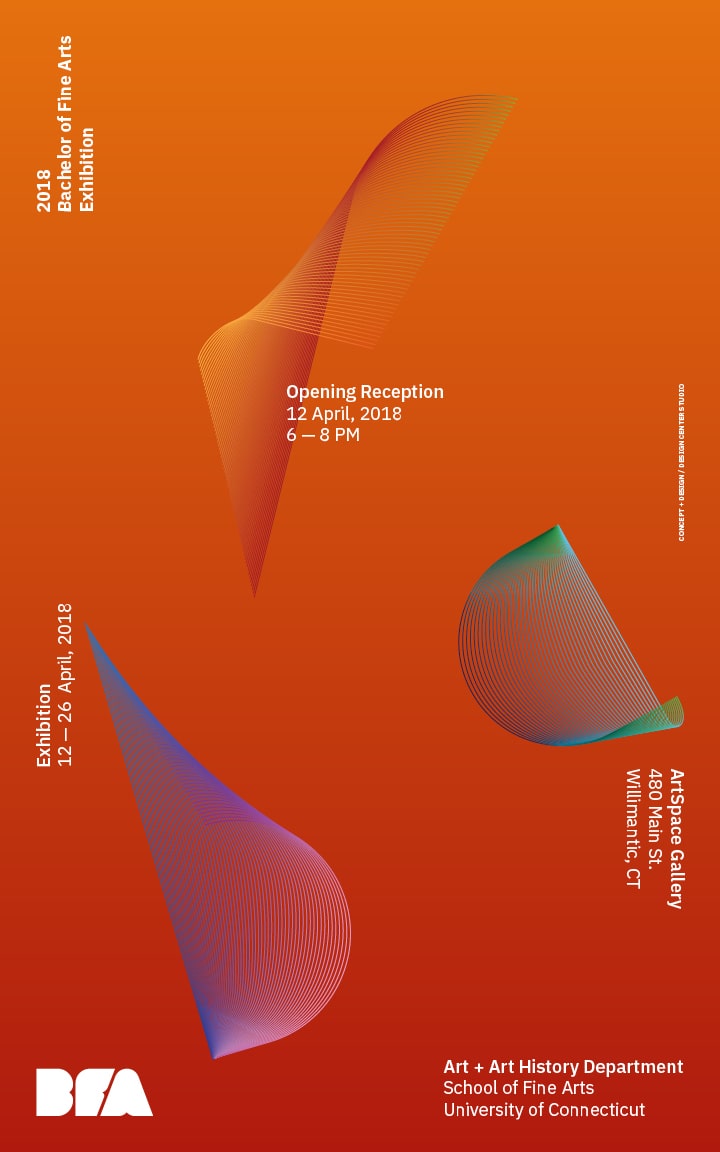 2018
Bachelor of Fine Arts
Exhibition
Opening Reception
12 April, 2018
6 — 8 PM
CONCEPT + DESIGN / DESIGN CENTER STUDIO
Exhibition
12 — 26 April, 2018
ArtSpace Gallery
480 Main St.
Willimantic, CT
BFA
Art + Art History Department
School of Fine Arts
University of Connecticut